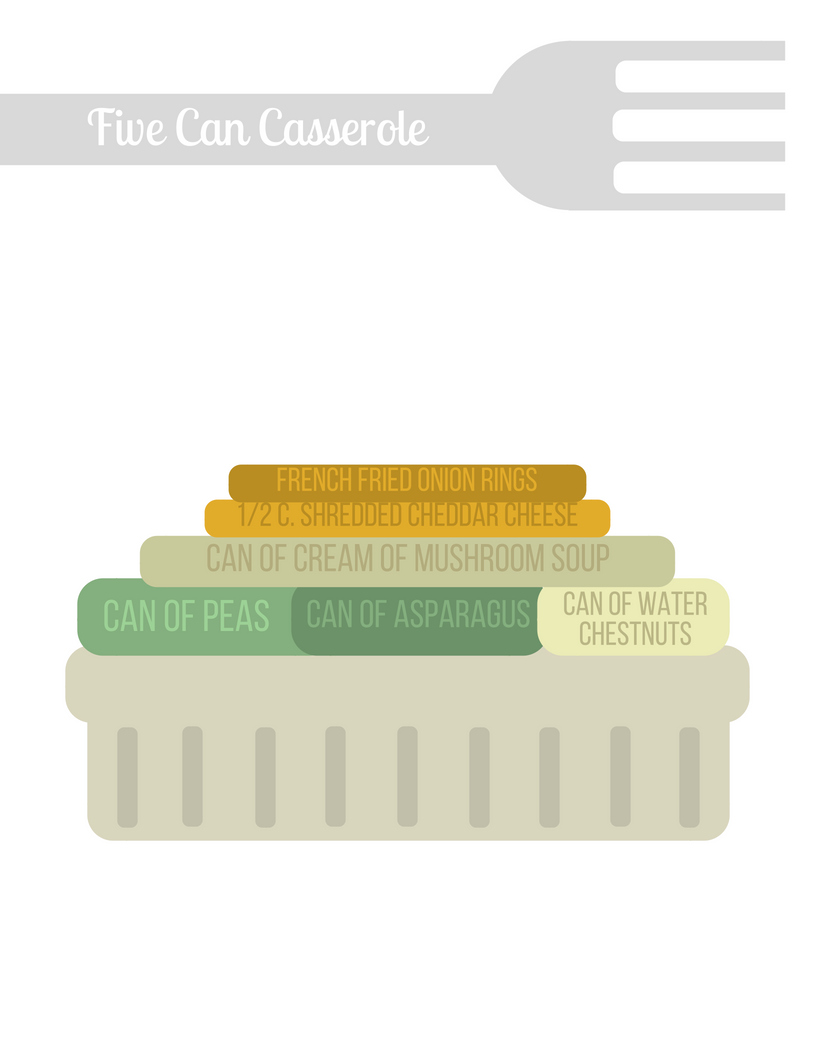 Five Can Casserole
FRENCH FRIED ONION RINGS
1/2 C. SHREDDED CHEDDAR CHEESE
CAN OF CREAM OF MUSHROOM SOUP
CAN OF PEAS
CAN OF ASPARAGUS
CAN OF WATER
CHESTNUTS